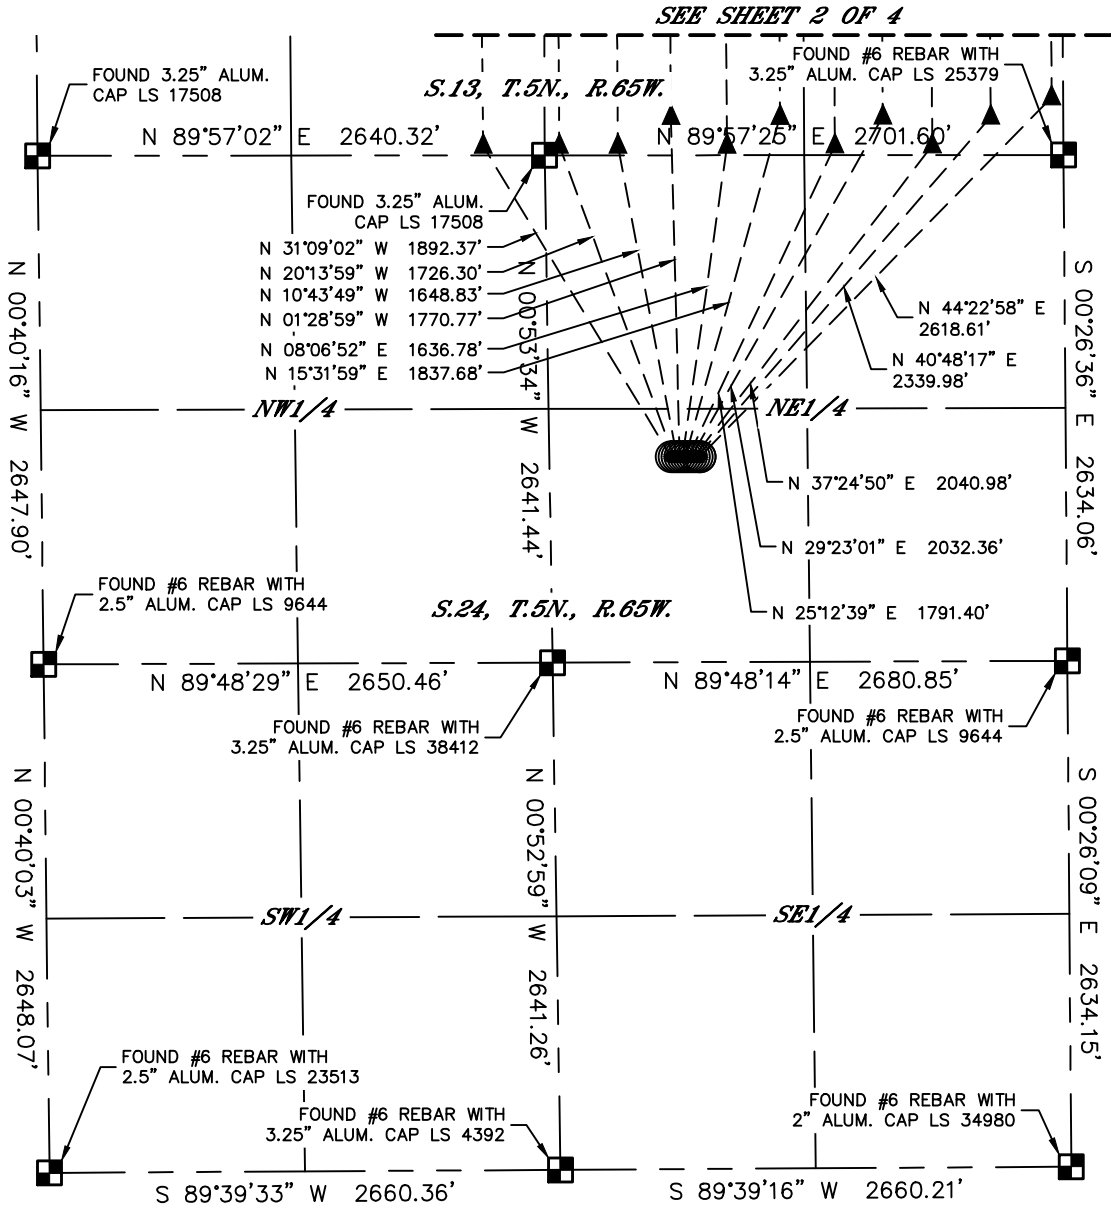 SEE SHEET 2 OF 4
FOUND 3.25" ALUM.
CAP LS 17508
S.13, T.5N., R.65W.
FOUND #6 REBAR WITH
3.25" ALUM. CAP LS 25379
N 89°57'02" E 2640.32'
N 89°57'25" E 2701.60'
FOUND 3.25" ALUM.
CAP LS 17508
N 31°09'02" W 1892.37'
N 20°13'59" W 1726.30'
N 10°43'49" W 1648.83'
N 01°28'59" W 1770.77'
N 08°06'52" E 1636.78'
N 15°31'59" E 1837.68'
N 44°22'58" E
2618.61'
N 40°48'17" E
2339.98'
N 00°40'16" W 2647.90'
N 00°53'34" W 2641.44'
S 00°26'36" E 2634.06'
NW1/4
NE1/4
N 37°24'50" E 2040.98'
N 29°23'01" E 2032.36'
N 25°12'39" E 1791.40'
FOUND #6 REBAR WITH
2.5" ALUM. CAP LS 9644
S.24, T.5N., R.65W.
N 89°48'29" E 2650.46'
N 89°48'14" E 2680.85'
FOUND #6 REBAR WITH
3.25" ALUM. CAP LS 38412
FOUND #6 REBAR WITH
2.5" ALUM. CAP LS 9644
N 00°40'03" W 2648.07'
N 00°52'59" W 2641.26'
S 00°26'09" E 2634.15'
SW1/4
SE1/4
FOUND #6 REBAR WITH
2.5" ALUM. CAP LS 23513
FOUND #6 REBAR WITH
3.25" ALUM. CAP LS 4392
FOUND #6 REBAR WITH
2" ALUM. CAP LS 34980
S 89°39'33" W 2660.36'
S 89°39'16" W 2660.21'